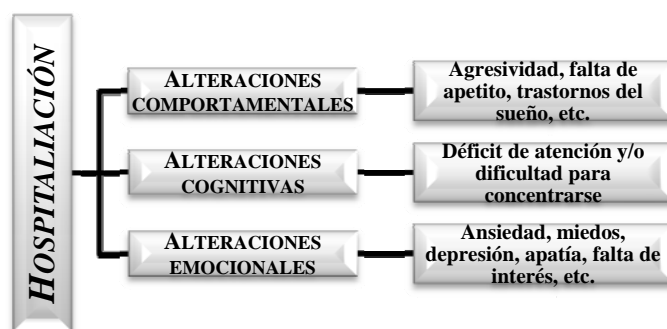 HOSPITALIACIÓN
ALTERACIONES
COMPORTAMENTALES
Agresividad, falta de
apetito, trastornos del
sueño, etc.
ALTERACIONES
COGNITIVAS
Déficit de atención y/o
dificultad para
concentrarse
ALTERACIONES
EMOCIONALES
Ansiedad, miedos,
depresión, apatía, falta de
interés, etc.